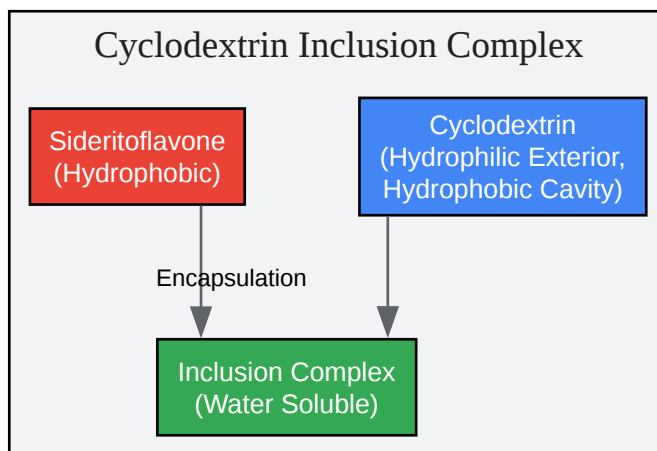 Cyclodextrin Inclusion Complex
Sideritoflavone
(Hydrophobic)
Cyclodextrin
(Hydrophilic Exterior,
Hydrophobic Cavity)
Encapsulation
Inclusion Complex
(Water Soluble)